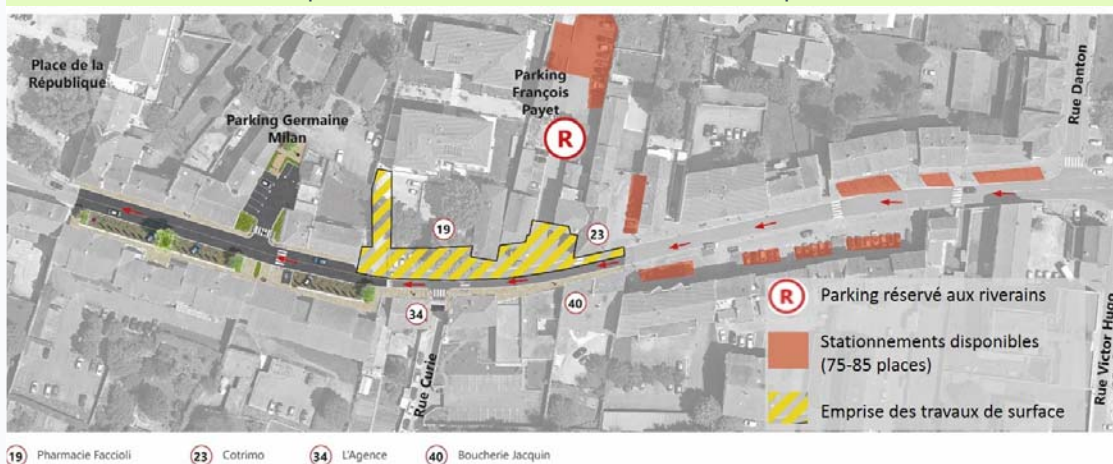 Place de la
République
Parking Germaine
Milan
Parking
François
Payet
R
Rue Danton
19
23
34
40
Rue Curie
Rue Victor Hugo
R Parking réservé aux riverains
Stationnements disponibles
(75-85 places)
Emprise des travaux de surface
19 Pharmacie Faccioli 23 Cotrimo 34 L'Agence 40 Boucherie Jacquin